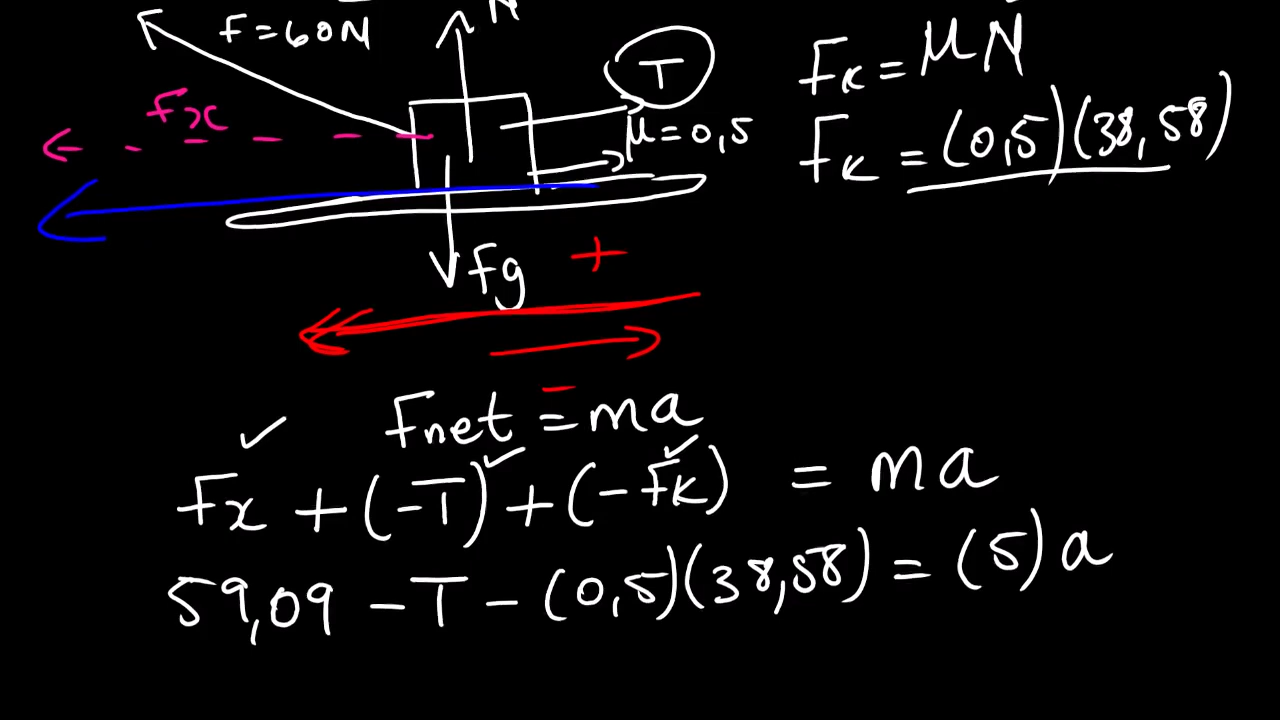 F = 60N
N
T
Fx
μ = 0,5
Fg
+
-
Fk = μN
Fk = (0,5)(38,58)
Fnet = ma
Fx + (-T) + (-Fk) = ma
59,09 - T - (0,5)(38,58) = (5)a